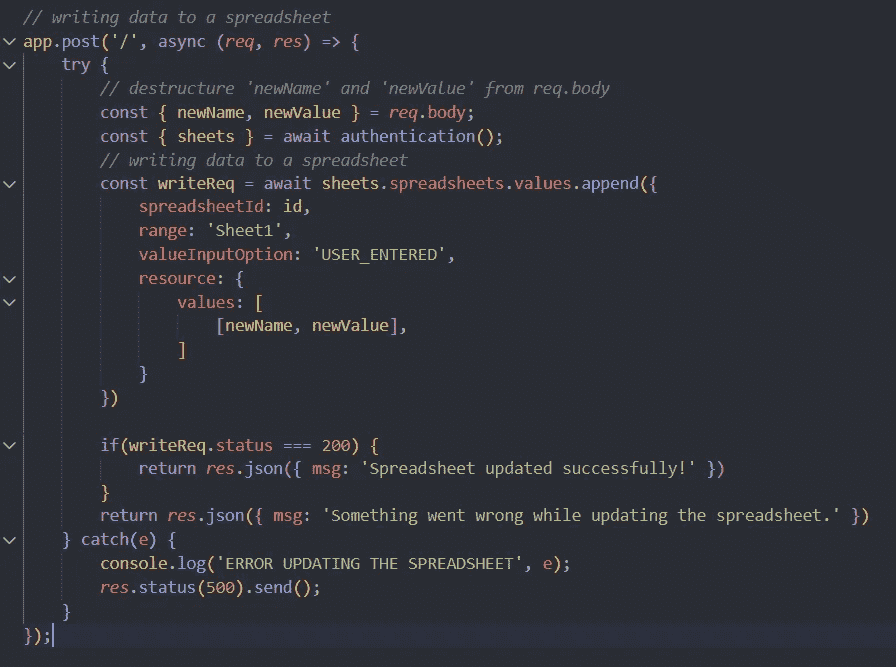 // writing data to a spreadsheet
app.post('/', async (req, res) => {
try {
// destructure 'newName' and 'newValue' from req.body
const { newName, newValue } = req.body;
const { sheets } = await authentication();
// writing data to a spreadsheet
const writeReq = await sheets.spreadsheets.values.append({
spreadsheetId: id,
range: 'Sheet1',
valueInputOption: 'USER_ENTERED',
resource: {
values: [
[newName, newValue],
]
}
})
if(writeReq.status === 200) {
return res.json({ msg: 'Spreadsheet updated successfully!' })
}
return res.json({ msg: 'Something went wrong while updating the spreadsheet.' })
} catch(e) {
console.log('ERROR UPDATING THE SPREADSHEET', e);
res.status(500).send();
}
});